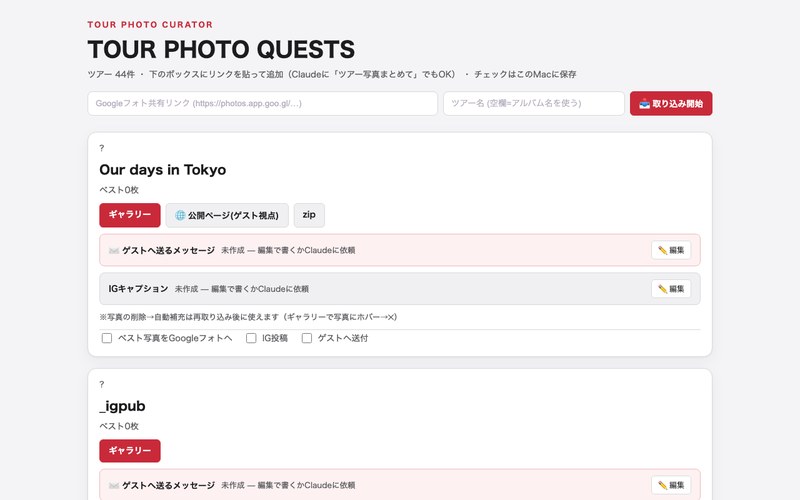 TOUR PHOTO CURATOR
TOUR PHOTO QUESTS
ツアー 44件 ・ 下のボックスにリンクを貼って追加（Claudeに「ツアー写真まとめて」でもOK） ・ チェックはこのMacに保存
Googleフォト共有リンク (https://photos.app.goo.gl/...)
ツアー名 (空欄=アルバム名を使う)
📥 取り込み開始
?
Our days in Tokyo
ベスト0枚
ギャラリー
🌐 公開ページ(ゲスト視点)
zip
✉️ ゲストへ送るメッセージ 未作成 — 編集で書くかClaudeに依頼
✏️ 編集
IGキャプション 未作成 — 編集で書くかClaudeに依頼
✏️ 編集
※写真の削除→自動補充は再取り込み後に使えます（ギャラリーで写真にホバー→✕）
ベスト写真をGoogleフォトへ
IG投稿
ゲストへ送付
?
_igpub
ベスト0枚
ギャラリー
✉️ ゲストへ送るメッセージ 未作成 — 編集で書くかClaudeに依頼
✏️ 編集